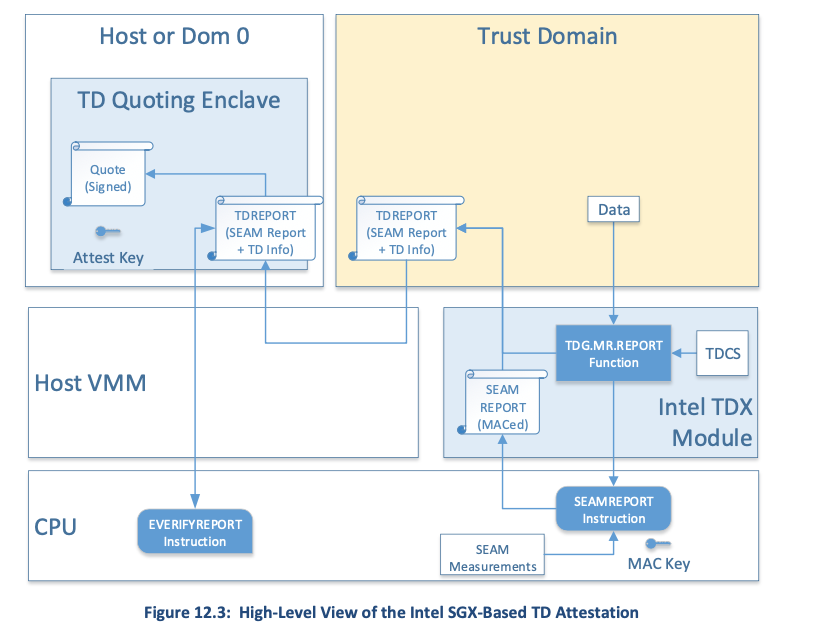 Host or Dom 0
Trust Domain
TD Quoting Enclave
Quote
(Signed)
Attest Key
TDREPORT
(SEAM Report
+ TD Info)
TDREPORT
(SEAM Report
+ TD Info)
Data
Host VMM
TDG.MR.REPORT
Function
TDCS
SEAM
REPORT
(MACed)
Intel TDX
Module
CPU
EVERIFYREPORT
Instruction
SEAMREPORT
Instruction
SEAM
Measurements
MAC Key
Figure 12.3: High-Level View of the Intel SGX-Based TD Attestation